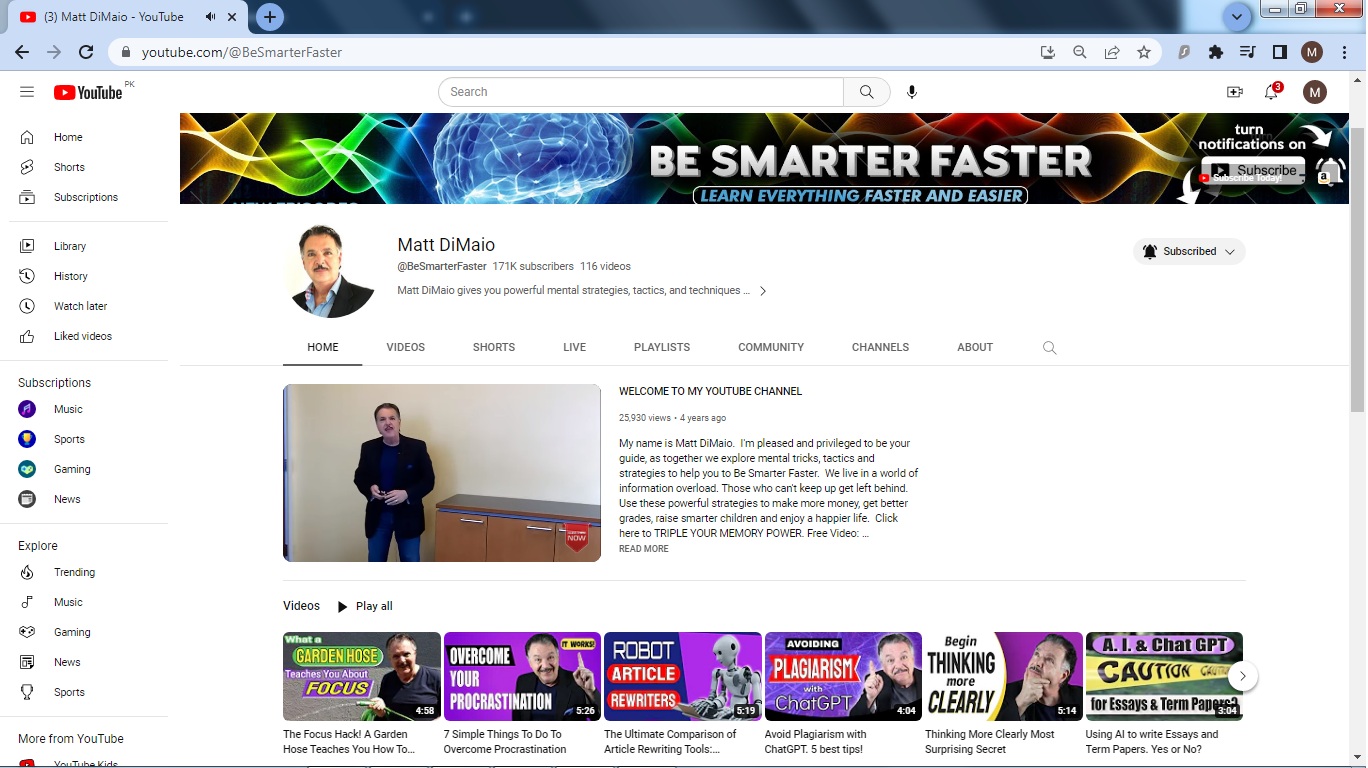 (3) Matt DiMaio - YouTube
youtube.com/@BeSmarterFaster
M
YouTube PK
Search
3
M
Home
Shorts
Subscriptions
Library
History
Watch later
Liked videos
Subscriptions
Music
Sports
Gaming
News
Explore
Trending
Music
Gaming
News
Sports
More from YouTube
YouTube Kids
BE SMARTER FASTER
LEARN EVERYTHING FASTER AND EASIER
turn
notifications on
Subscribe
Subscribe Today!
Matt DiMaio
@BeSmarterFaster 171K subscribers 116 videos
Matt DiMaio gives you powerful mental strategies, tactics, and techniques ...
Subscribed
HOME VIDEOS SHORTS LIVE PLAYLISTS COMMUNITY CHANNELS ABOUT
NOW
WELCOME TO MY YOUTUBE CHANNEL
25,930 views • 4 years ago
My name is Matt DiMaio. I'm pleased and privileged to be your
guide, as together we explore mental tricks, tactics and
strategies to help you to Be Smarter Faster. We live in a world of
information overload. Those who can't keep up get left behind.
Use these powerful strategies to make more money, get better
grades, raise smarter children and enjoy a happier life. Click
here to TRIPLE YOUR MEMORY POWER. Free Video: ...
READ MORE
Videos Play all
What a
GARDEN HOSE
Teaches You About
FOCUS
4:58
The Focus Hack! A Garden
Hose Teaches You How To...
IT WORKS!
OVERCOME
YOUR
PROCRASTINATION
5:26
7 Simple Things To Do To
Overcome Procrastination
ROBOT
ARTICLE
REWRITERS
5:19
The Ultimate Comparison of
Article Rewriting Tools:...
AVOIDING
PLAGIARISM
with
ChatGPT
4:04
Avoid Plagiarism with
ChatGPT. 5 best tips!
Begin
THINKING
more
CLEARLY
5:14
Thinking More Clearly Most
Surprising Secret
A. I. & Chat GPT
CAUTION
for Essays & Term Papers?
3:04
Using AI to write Essays and
Term Papers. Yes or No?